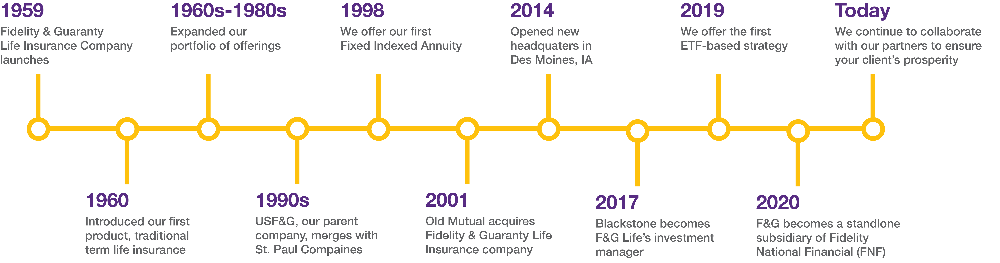 1959
Fidelity & Guaranty
Life Insurance Company
launches
1960
Introduced our first
product, traditional
term life insurance
1960s-1980s
Expanded our
portfolio of offerings
1990s
USF&G, our parent
company, merges with
St. Paul Compaines
1998
We offer our first
Fixed Indexed Annuity
2001
Old Mutual acquires
Fidelity & Guaranty Life
Insurance company
2014
Opened new
headquaters in
Des Moines, IA
2017
Blackstone becomes
F&G Life’s investment
manager
2019
We offer the first
ETF-based strategy
2020
F&G becomes a standlone
subsidiary of Fidelity
National Financial (FNF)
Today
We continue to collaborate
with our partners to ensure
your client’s prosperity